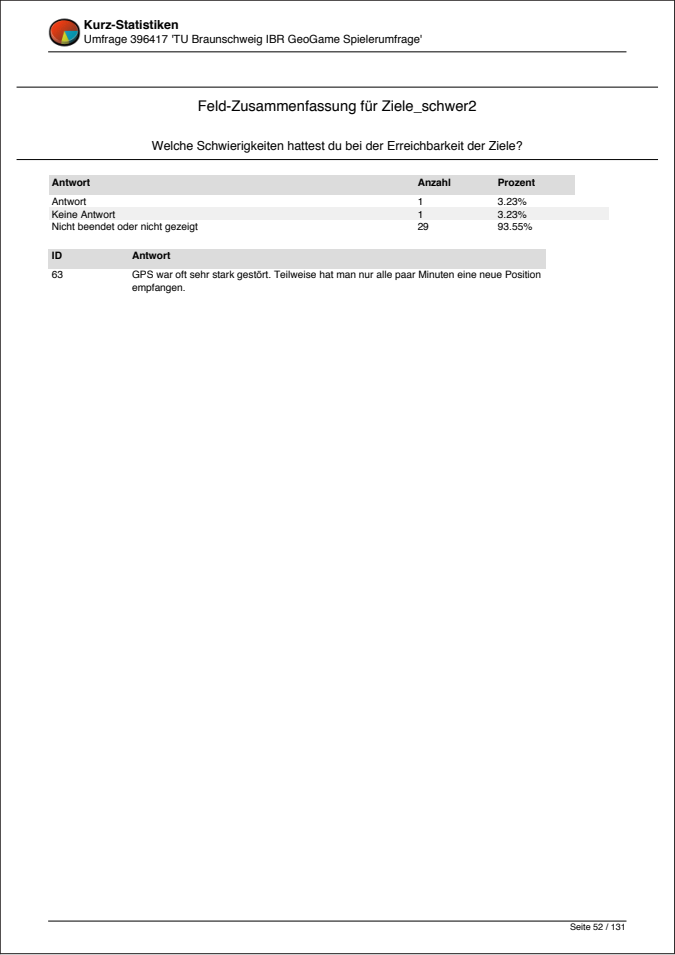 Kurz-Statistiken
Umfrage 396417 'TU Braunschweig IBR GeoGame Spielerumfrage'
Feld-Zusammenfassung für Ziele_schwer2
Welche Schwierigkeiten hattest du bei der Erreichbarkeit der Ziele?
Antwort Anzahl Prozent
Antwort 1 3.23%
Keine Antwort 1 3.23%
Nicht beendet oder nicht gezeigt 29 93.55%
ID Antwort
63 GPS war oft sehr stark gestört. Teilweise hat man nur alle paar Minuten eine neue Position
empfangen.
Seite 52 / 131